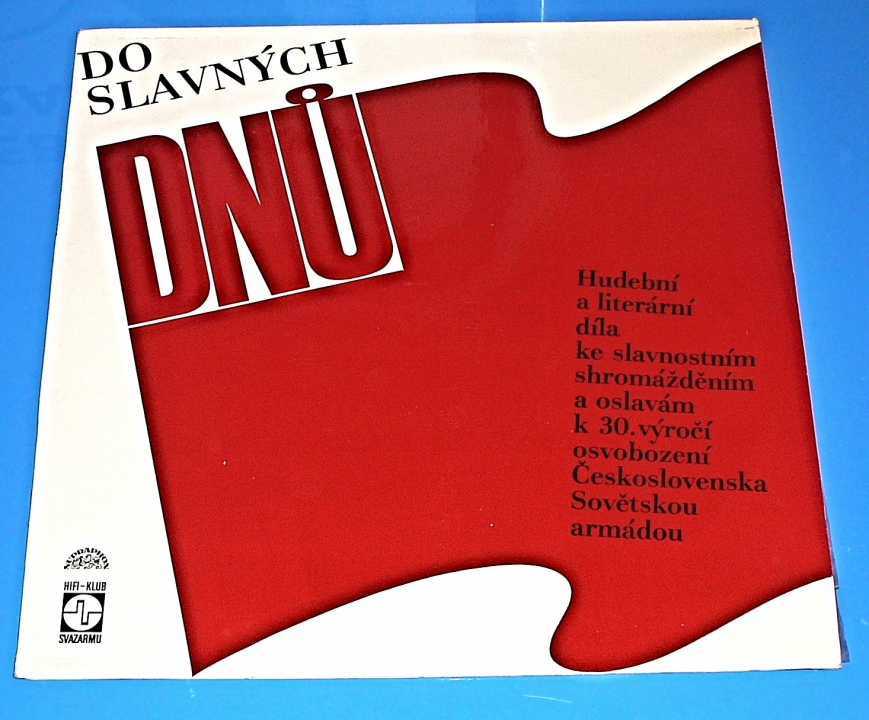 DO
SLAVNÝCH
DNŮ
Hudební
a literární
díla
ke slavnostním
shromážděním
a oslavám
k 30. výročí
osvobození
Československa
Sovětskou
armádou
SUPRAPHON
HIFI-KLUB
SVAZARMU